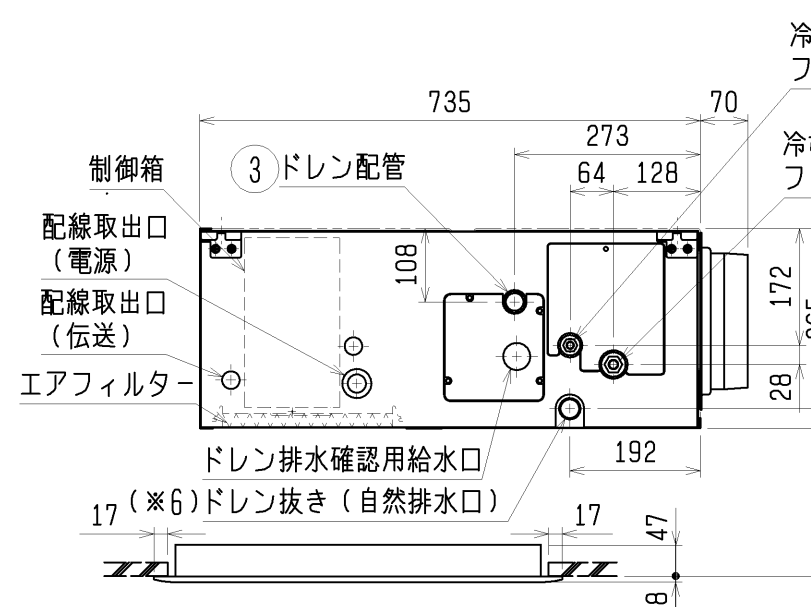 冷
フ
735
70
273
冷
フ
制御箱
③ドレン配管
64
128
配線取出口
(電源)
108
172
配線取出口
(伝送)
28
エアフィルター
ドレン排水確認用給水口
192
(※6)ドレン抜き(自然排水口)
17
17
47
8